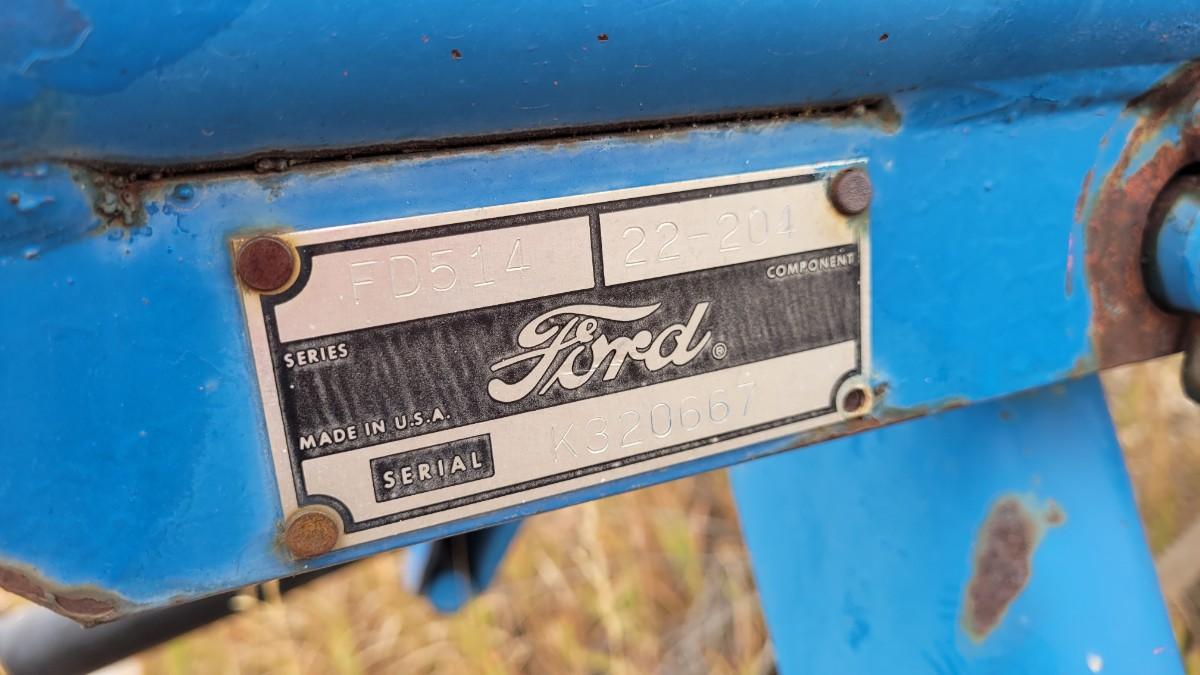 FD514
22-204
SERIES
COMPONENT
Ford®
MADE IN U.S.A.
SERIAL K320667